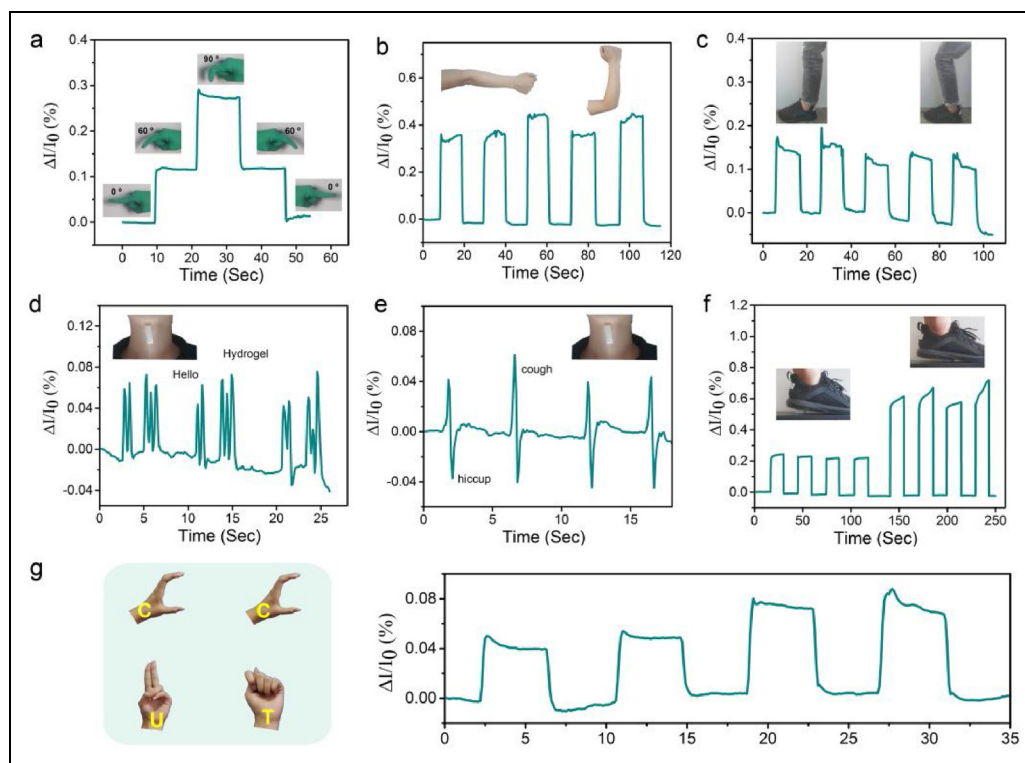 a
ΔI/I0 (%)
0.4
0.3
0.2
0.1
0.0
90 °
60 °
60 °
0 °
0 °
0 10 20 30 40 50 60
Time (Sec)
b
ΔI/I0 (%)
0.6
0.4
0.2
0.0
0 20 40 60 80 100 120
Time (Sec)
c
ΔI/I0 (%)
0.3
0.2
0.1
0.0
0 20 40 60 80 100
Time (Sec)
d
ΔI/I0 (%)
0.12
0.08
0.04
0.00
-0.04
Hydrogel
Hello
0 5 10 15 20 25
Time (Sec)
e
ΔI/I0 (%)
0.08
0.04
0.00
-0.04
cough
hiccup
0 5 10 15
Time (Sec)
f
ΔI/I0 (%)
1.2
1.0
0.8
0.6
0.4
0.2
0.0
0 50 100 150 200 250
Time (Sec)
g
C C
U T
ΔI/I0 (%)
0.08
0.04
0.00
0 5 10 15 20 25 30 35
Time (Sec)